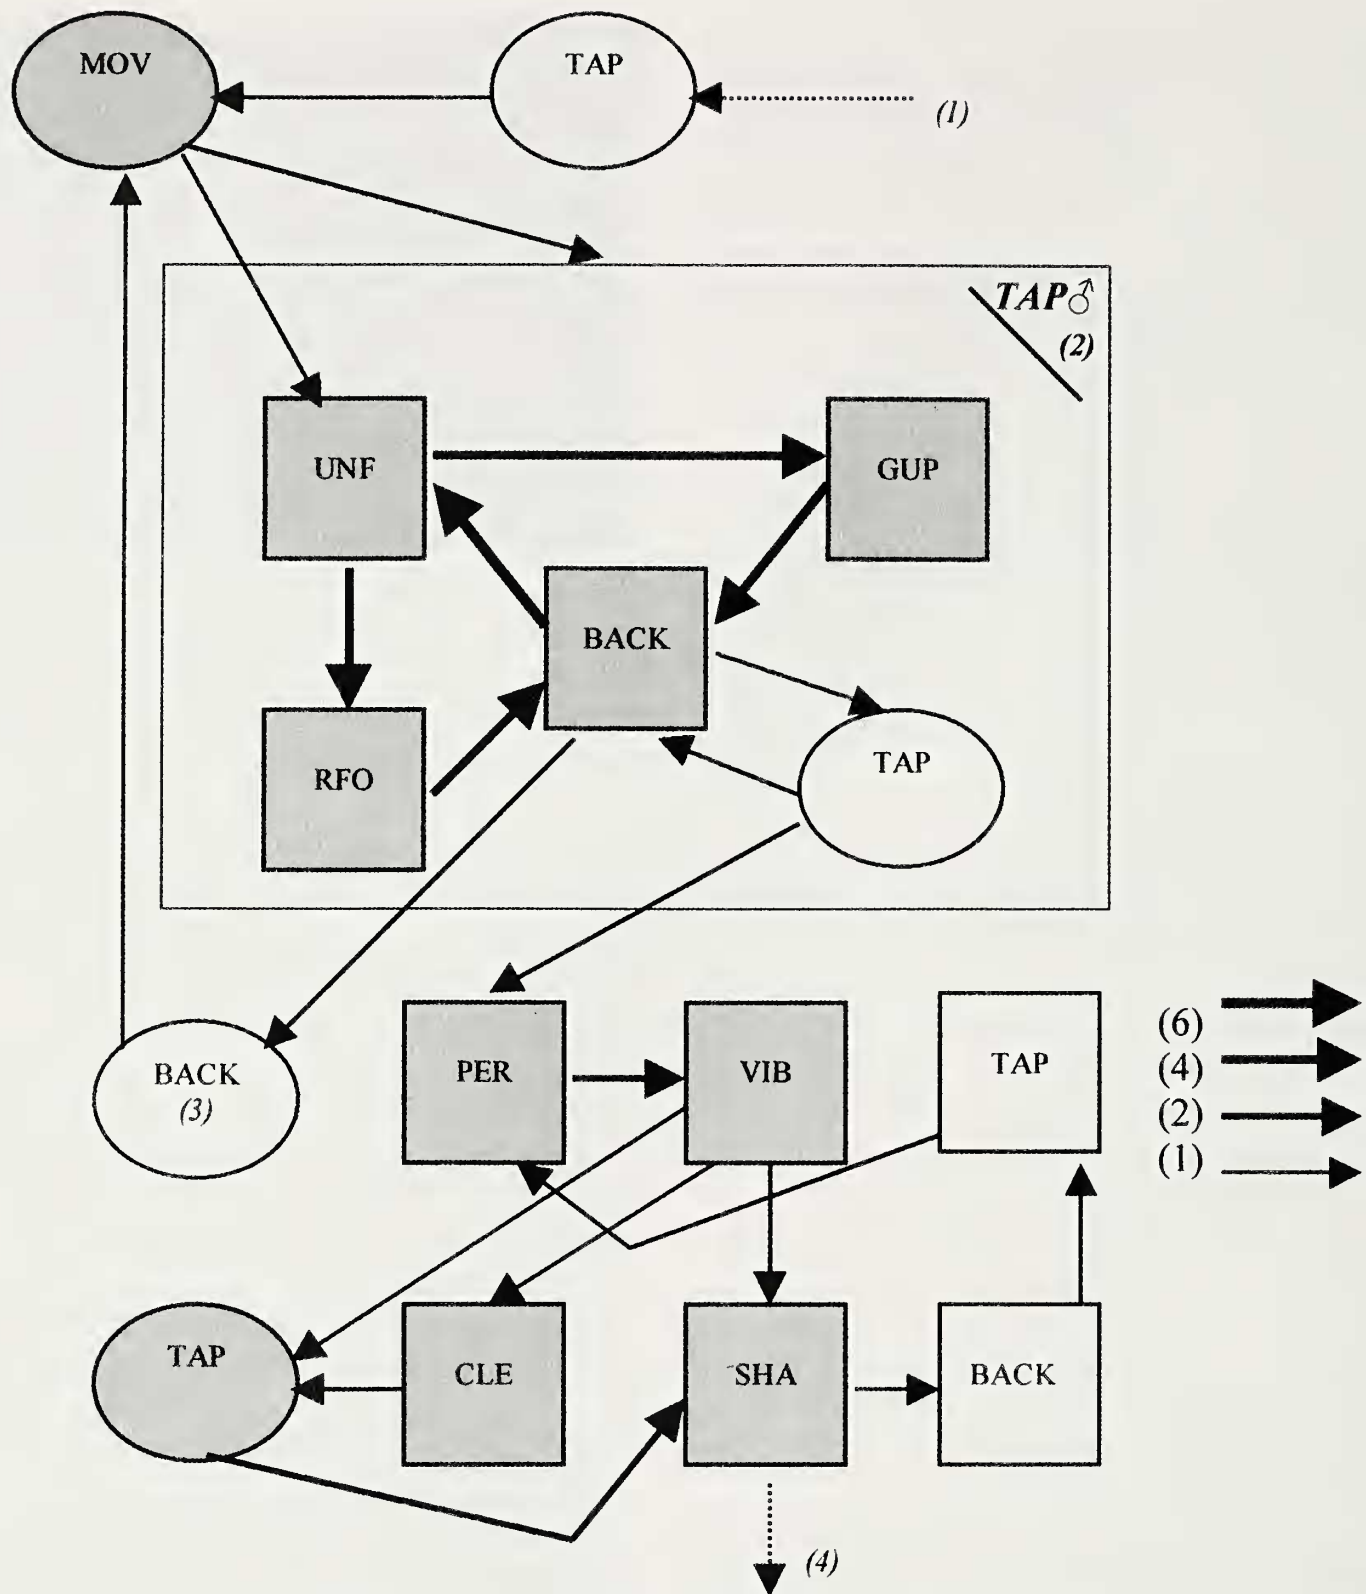 MOV
TAP
(1)
TAP♂
(2)
UNF
GUP
BACK
RFO
TAP
BACK
(3)
PER
VIB
TAP
(6)
(4)
(2)
(1)
TAP
CLE
SHA
BACK
(4)